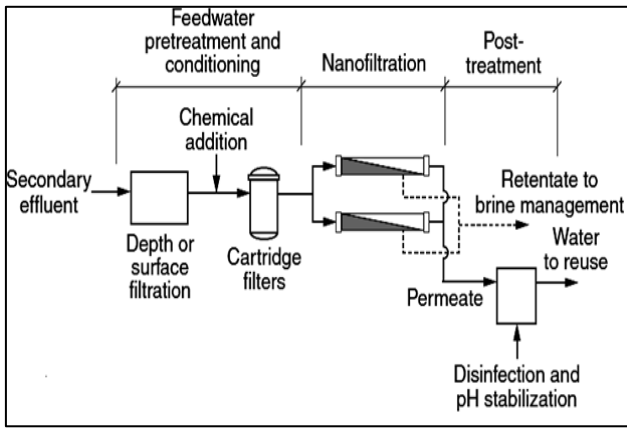 Feedwater
pretreatment and
conditioning
Nanofiltration
Post-
treatment
Chemical
addition
Secondary
effluent
Depth or
surface
filtration
Cartridge
filters
Retentate to
brine management
Water
to reuse
Permeate
Disinfection and
pH stabilization